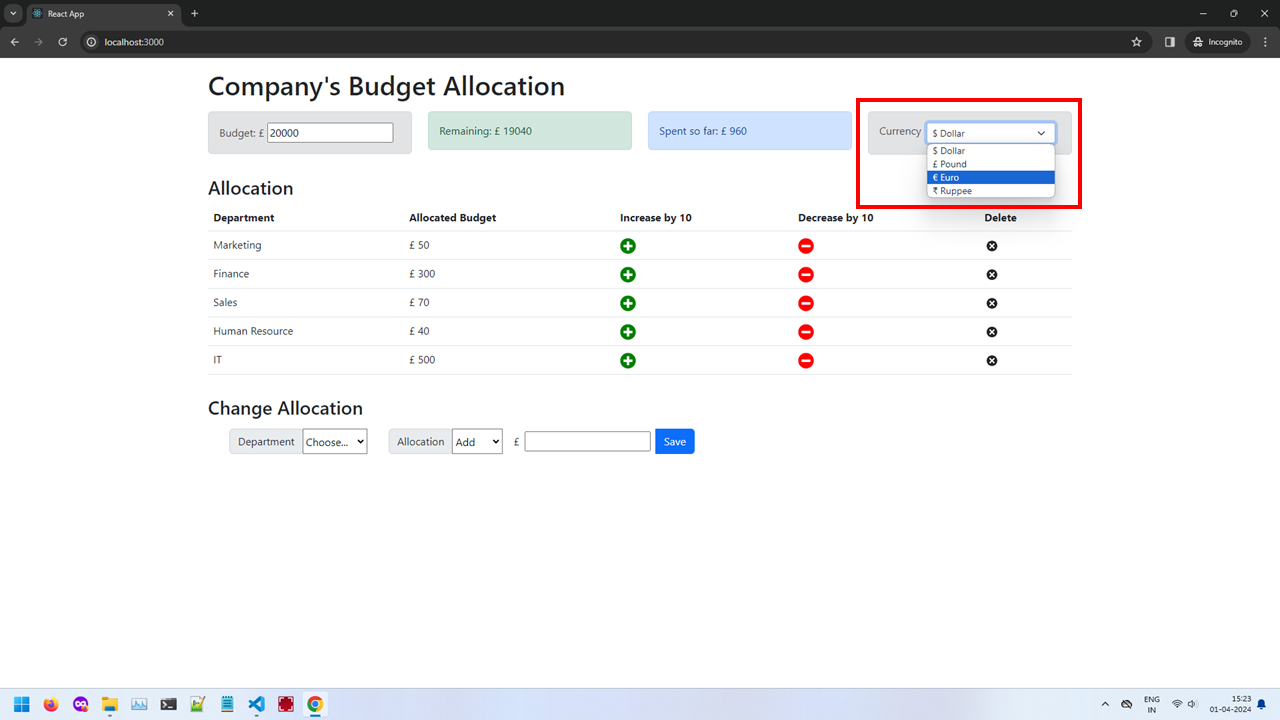 React App
localhost:3000
Incognito
Company's Budget Allocation
Budget: £ 20000
Remaining: £ 19040
Spent so far: £ 960
Currency $ Dollar
$ Dollar
£ Pound
€ Euro
₹ Ruppee
Allocation
Department Allocated Budget Increase by 10 Decrease by 10 Delete
Marketing £ 50
Finance £ 300
Sales £ 70
Human Resource £ 40
IT £ 500
Change Allocation
Department Choose... Allocation Add £ Save
ENG
IN
15:23
01-04-2024